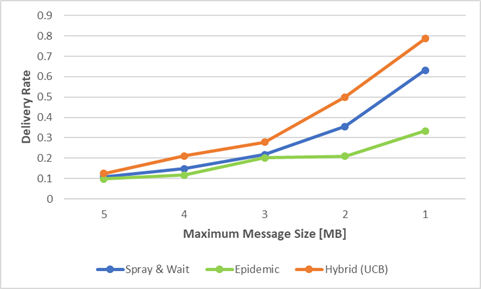 0.9
0.8
0.7
0.6
0.5
0.4
0.3
0.2
0.1
0
Delivery Rate
5 4 3 2 1
Maximum Message Size [MB]
Spray & Wait Epidemic Hybrid (UCB)